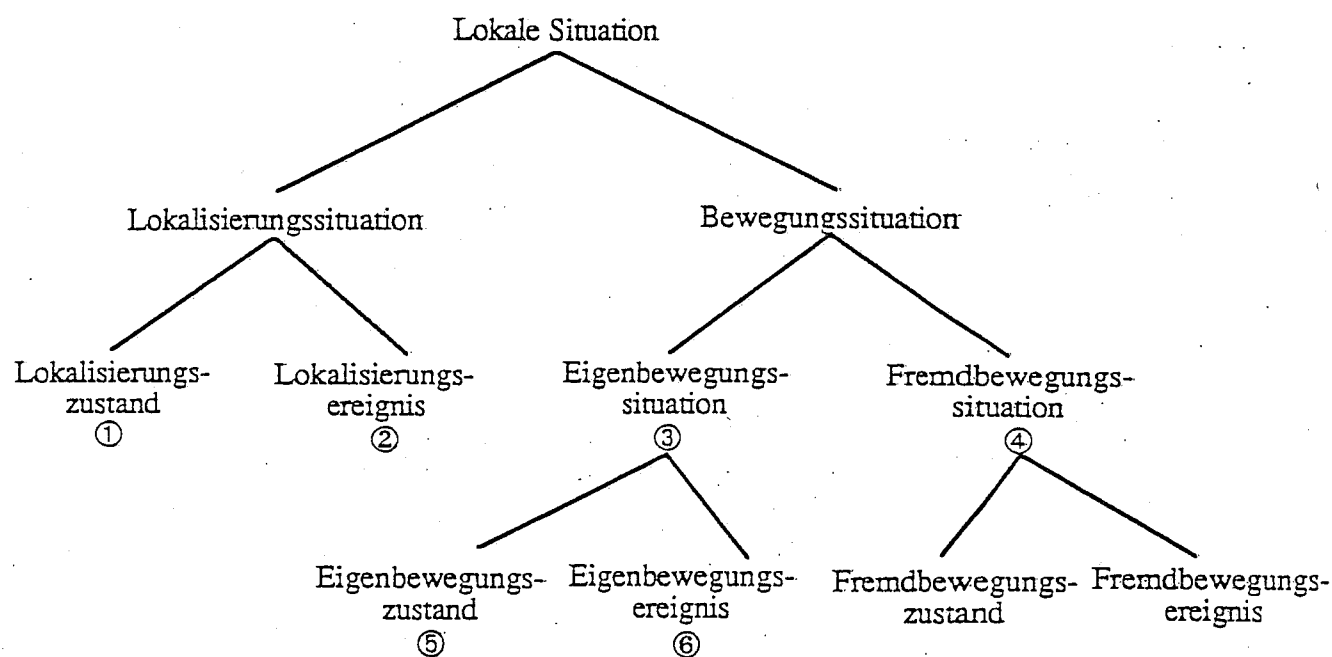 Lokale Situation
Lokalisierungssituation Bewegungssituation
Lokalisierungs- Lokalisierungs- Eigenbewegungs- Fremdbewegungs-
zustand ereignis situation situation
① ② ③ ④
Eigenbewegungs- Eigenbewegungs- Fremdbewegungs- Fremdbewegungs-
zustand ereignis zustand ereignis
⑤ ⑥